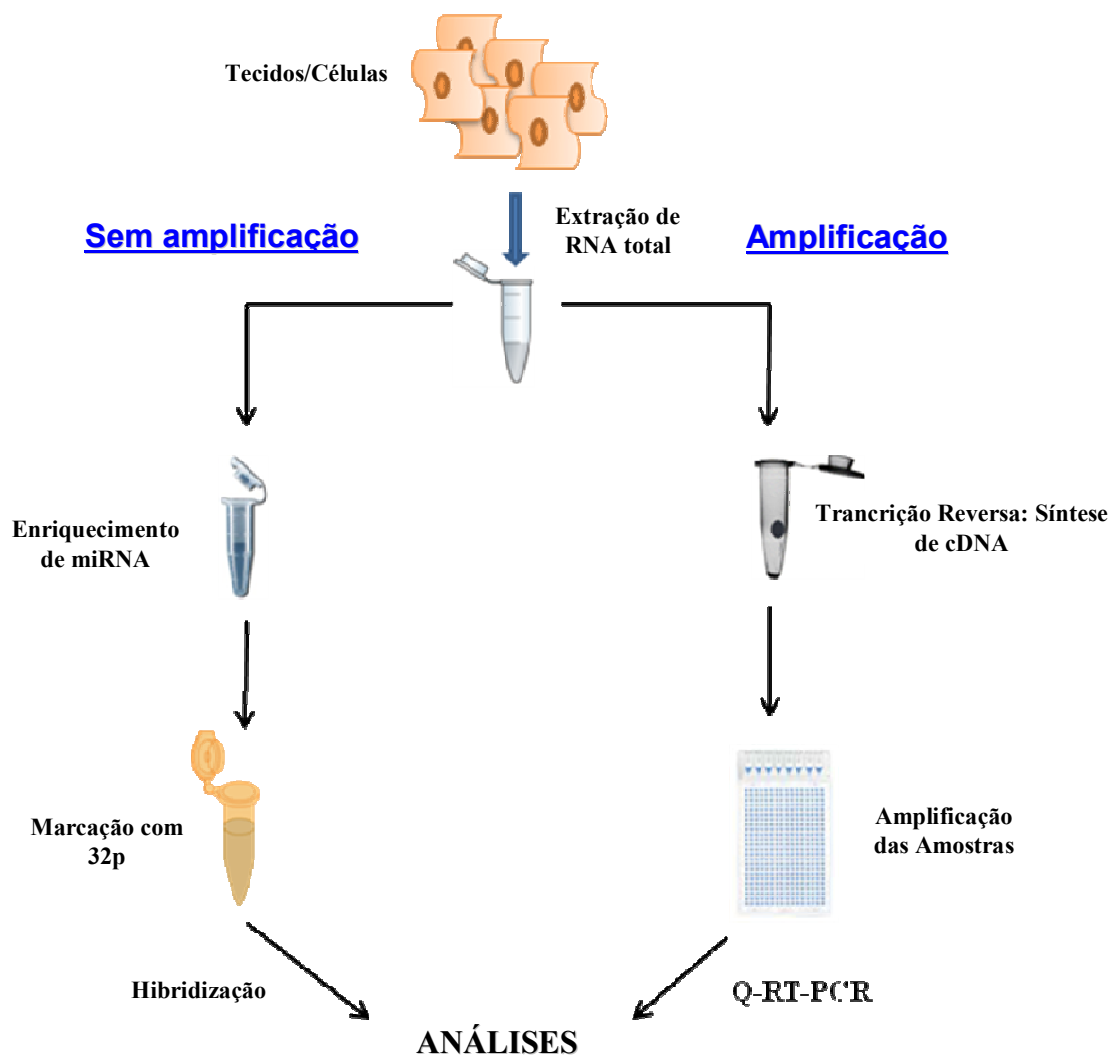 Tecidos/Células
Extração de
RNA total
Sem amplificação
Amplificação
Enriquecimento
de miRNA
Trancrição Reversa: Síntese
de cDNA
Marcação com
32p
Amplificação
das Amostras
Hibridização
Q-RT-PCR
ANÁLISES